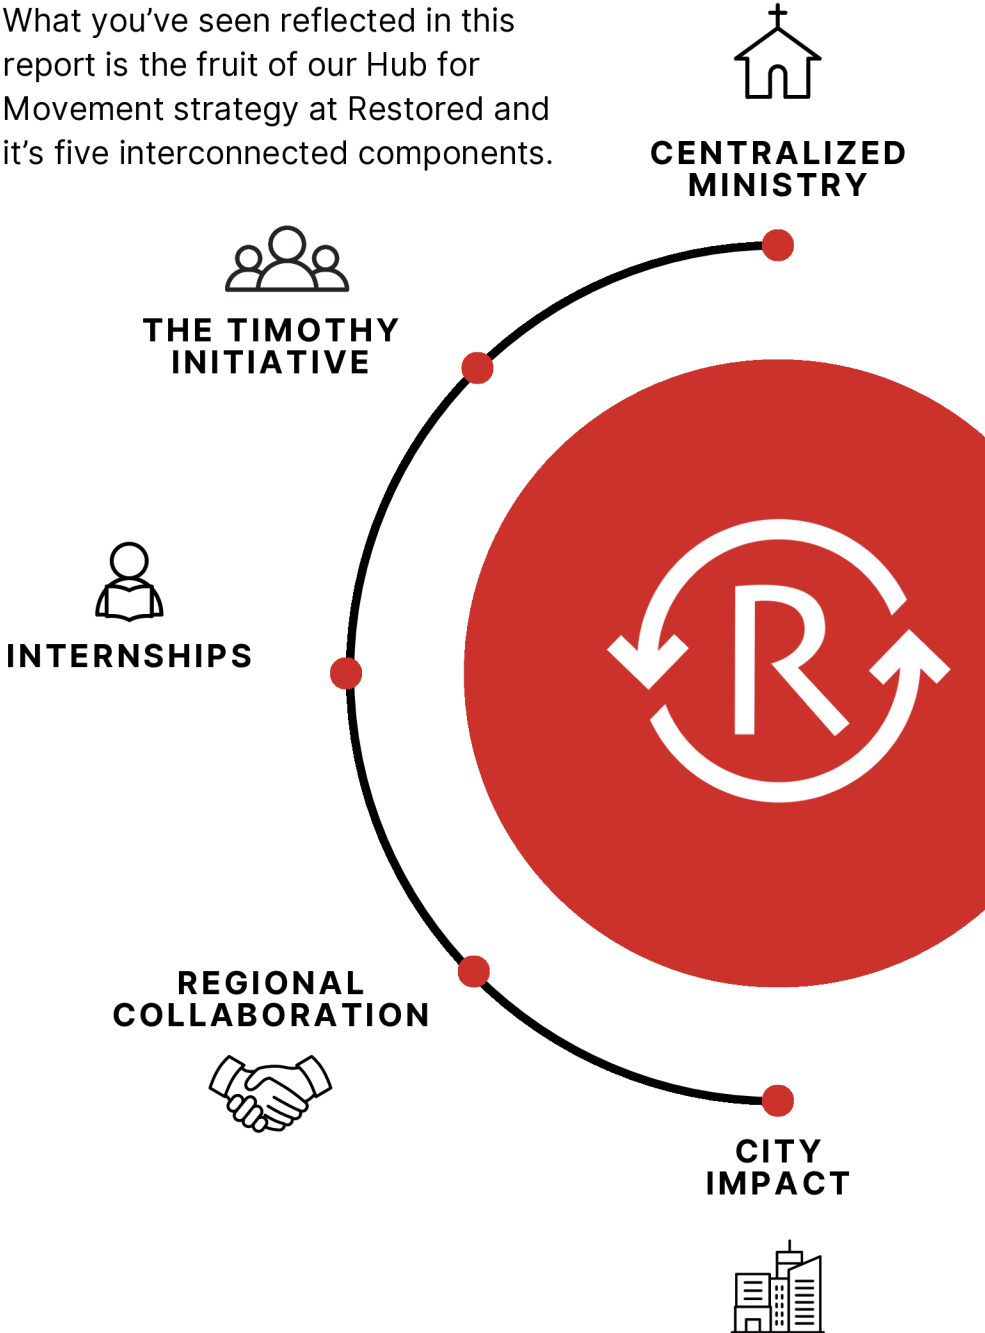 What you’ve seen reflected in this
report is the fruit of our Hub for
Movement strategy at Restored and
it’s five interconnected components.
CENTRALIZED
MINISTRY
THE TIMOTHY
INITIATIVE
INTERNSHIPS
R
REGIONAL
COLLABORATION
CITY
IMPACT